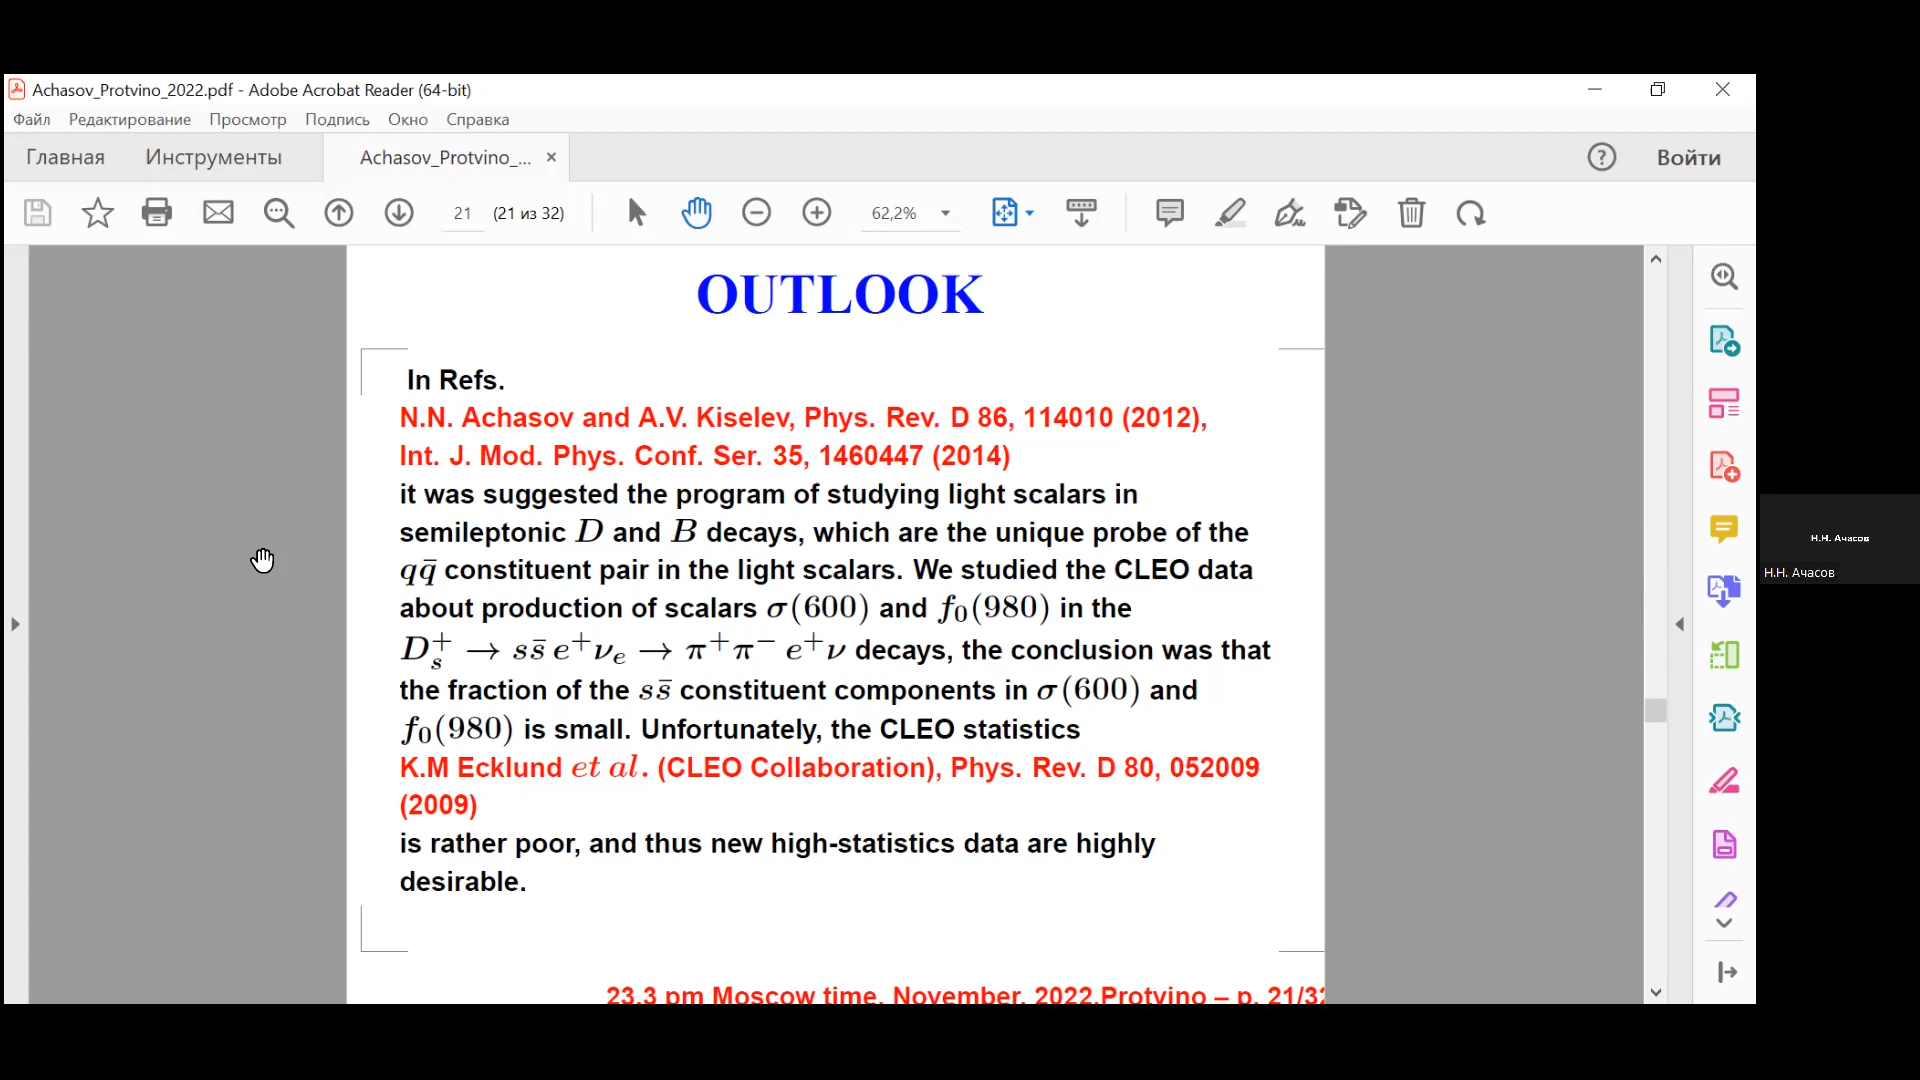 Achasov_Protvino_2022.pdf - Adobe Acrobat Reader (64-bit)
Файл Редактирование Просмотр Подпись Окно Справка
Главная Инструменты Achasov_Protvino_... × Войти
21 (21 из 32) 62,2%
OUTLOOK
In Refs.
N.N. Achasov and A.V. Kiselev, Phys. Rev. D 86, 114010 (2012),
Int. J. Mod. Phys. Conf. Ser. 35, 1460447 (2014)
it was suggested the program of studying light scalars in
semileptonic D and B decays, which are the unique probe of the
qq̄ constituent pair in the light scalars. We studied the CLEO data
about production of scalars σ(600) and f₀(980) in the
D_s^+ → ss̄ e⁺ν_e → π⁺π⁻ e⁺ν decays, the conclusion was that
the fraction of the ss̄ constituent components in σ(600) and
f₀(980) is small. Unfortunately, the CLEO statistics
K.M Ecklund et al. (CLEO Collaboration), Phys. Rev. D 80, 052009
(2009)
is rather poor, and thus new high-statistics data are highly
desirable.
23.3 pm Moscow time, November, 2022,Protvino – p. 21/32
Н.Н. Ачасов
Н.Н. Ачасов